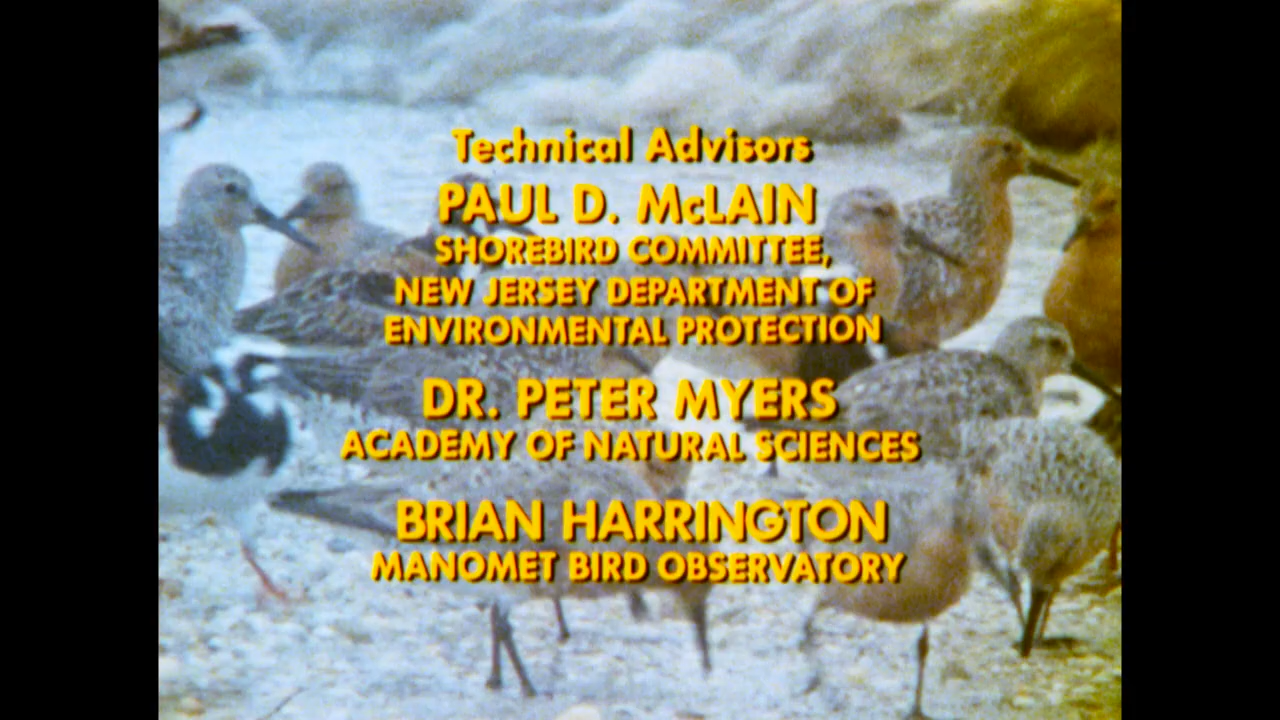 Technical Advisors
PAUL D. McLAIN
SHOREBIRD COMMITTEE,
NEW JERSEY DEPARTMENT OF
ENVIRONMENTAL PROTECTION
DR. PETER MYERS
ACADEMY OF NATURAL SCIENCES
BRIAN HARRINGTON
MANOMET BIRD OBSERVATORY